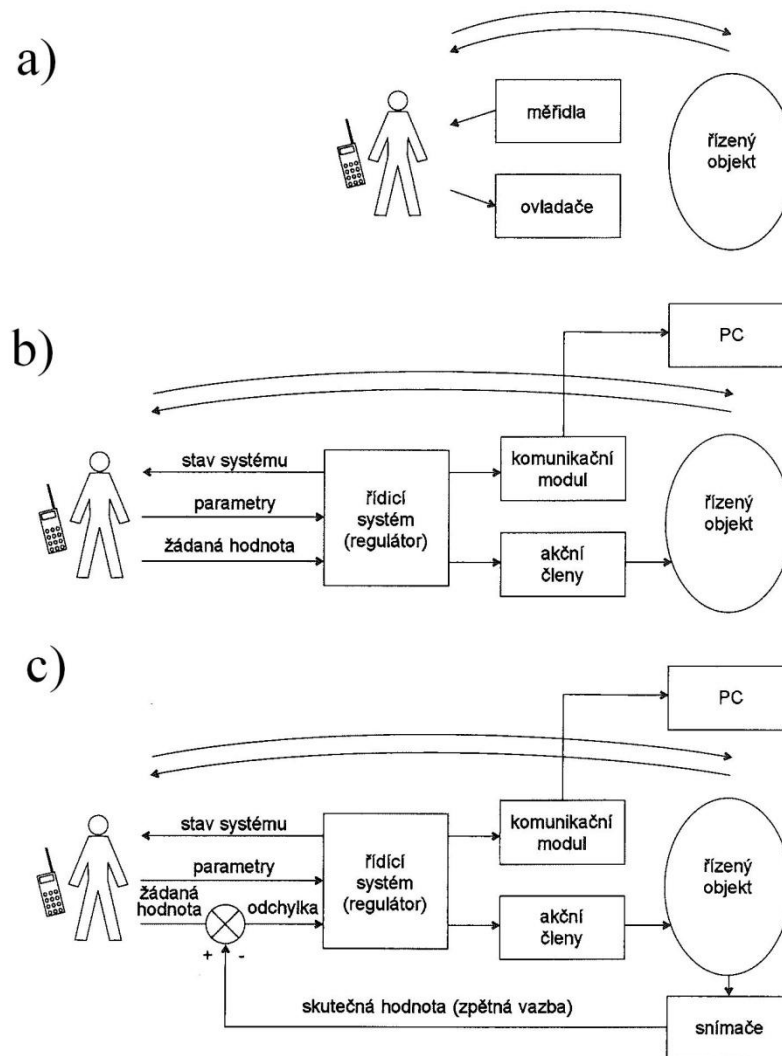 a)
měřidla
řízený
objekt
ovladače
b)
PC
stav systému
parametry
žádaná hodnota
řídicí
systém
(regulátor)
komunikační
modul
akční
členy
řízený
objekt
c)
PC
stav systému
parametry
žádaná
hodnota
odchylka
+
-
řídící
systém
(regulátor)
komunikační
modul
akční
členy
řízený
objekt
skutečná hodnota (zpětná vazba)
snímače